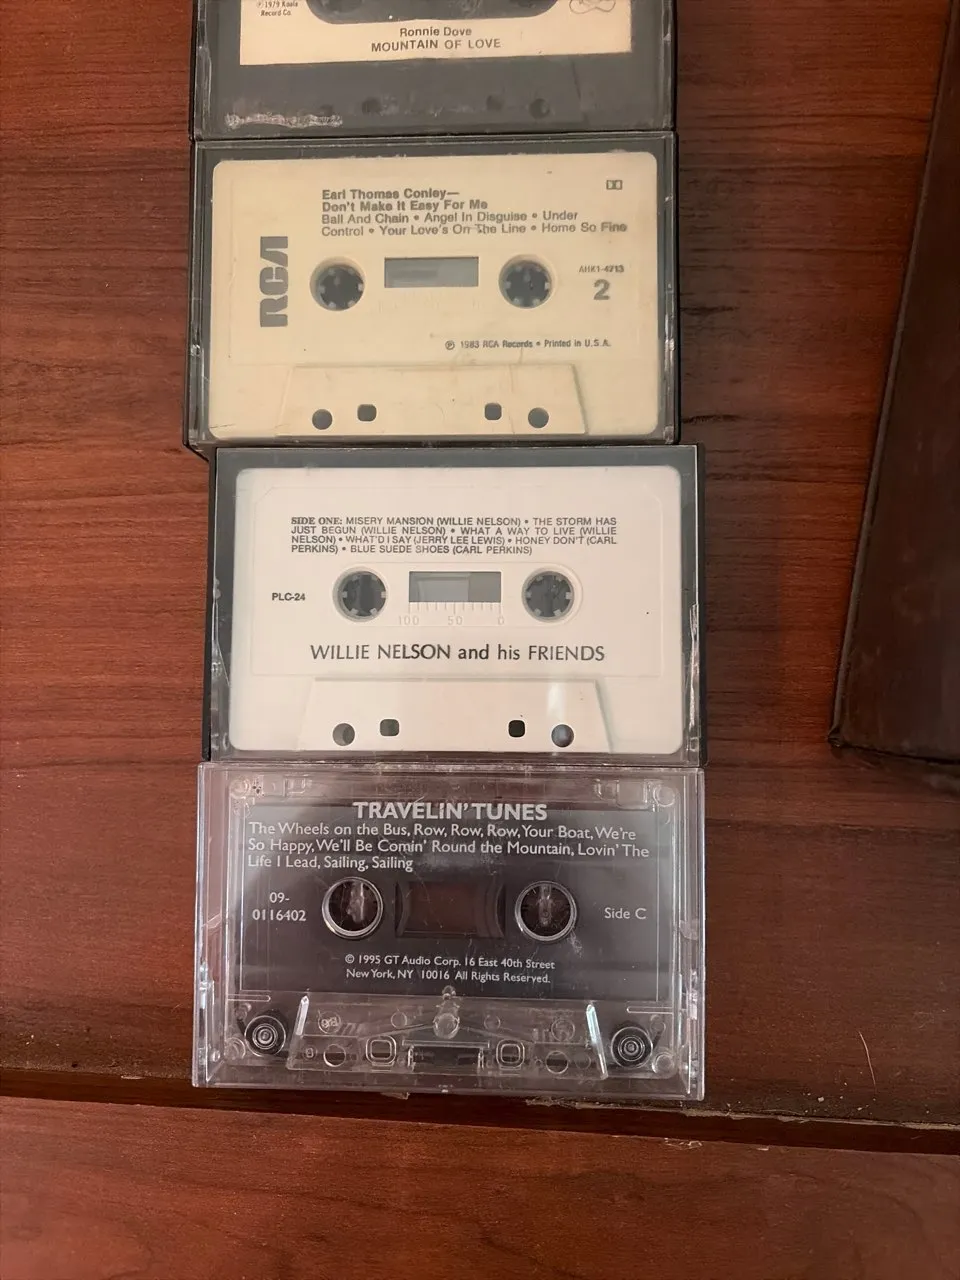 ℗ 1979 Koala
Record Co.
Ronnie Dove
MOUNTAIN OF LOVE
Earl Thomas Conley—
Don't Make It Easy For Me
Ball And Chain • Angel In Disguise • Under
Control • Your Love's On The Line • Home So Fine
RCA
AHK1-4713
2
℗ 1983 RCA Records • Printed in U.S.A.
SIDE ONE: MISERY MANSION (WILLIE NELSON) • THE STORM HAS
JUST BEGUN (WILLIE NELSON) • WHAT A WAY TO LIVE (WILLIE
NELSON) • WHAT'D I SAY (JERRY LEE LEWIS) • HONEY DON'T (CARL
PERKINS) • BLUE SUEDE SHOES (CARL PERKINS)
PLC-24
100 50 0
WILLIE NELSON and his FRIENDS
TRAVELIN' TUNES
The Wheels on the Bus, Row, Row, Row, Your Boat, We're
So Happy, We'll Be Comin' Round the Mountain, Lovin' The
Life I Lead, Sailing, Sailing
09-
0116402
Side C
© 1995 GT Audio Corp. 16 East 40th Street
New York, NY 10016 All Rights Reserved.